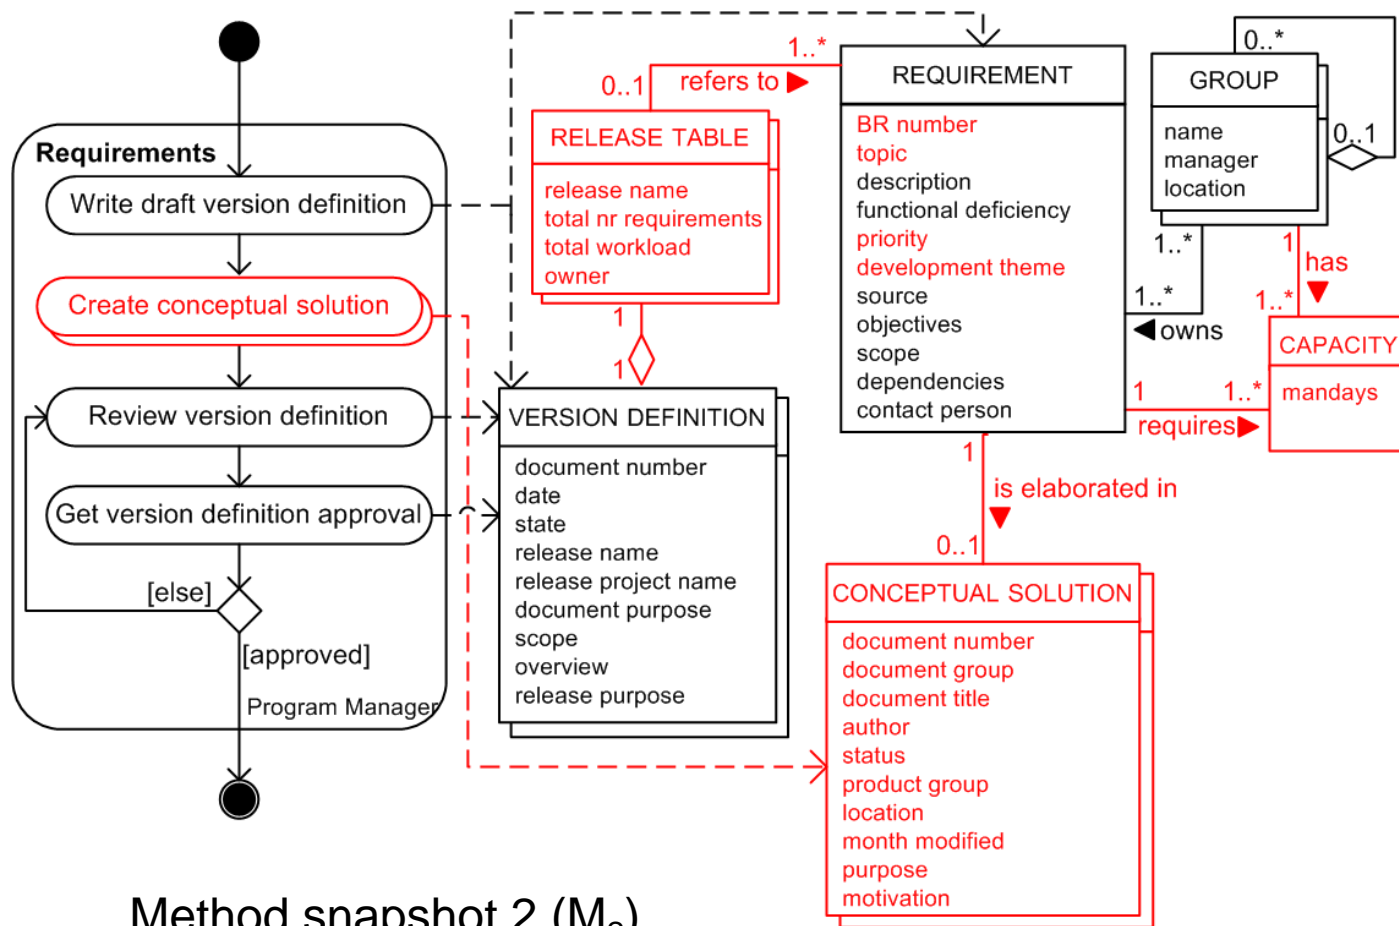 Requirements
Write draft version definition
Create conceptual solution
Review version definition
Get version definition approval
[else]
[approved]
Program Manager
0..1
refers to
1..*
RELEASE TABLE
release name
total nr requirements
total workload
owner
1
1
VERSION DEFINITION
document number
date
state
release name
release project name
document purpose
scope
overview
release purpose
REQUIREMENT
BR number
topic
description
functional deficiency
priority
development theme
source
objectives
scope
dependencies
contact person
0..*
GROUP
name
manager
location
0..1
1..*
1..*
owns
1
has
1..*
CAPACITY
mandays
1
1..*
requires
1
is elaborated in
0..1
CONCEPTUAL SOLUTION
document number
document group
document title
author
status
product group
location
month modified
purpose
motivation
Method snapshot 2 (M₂)